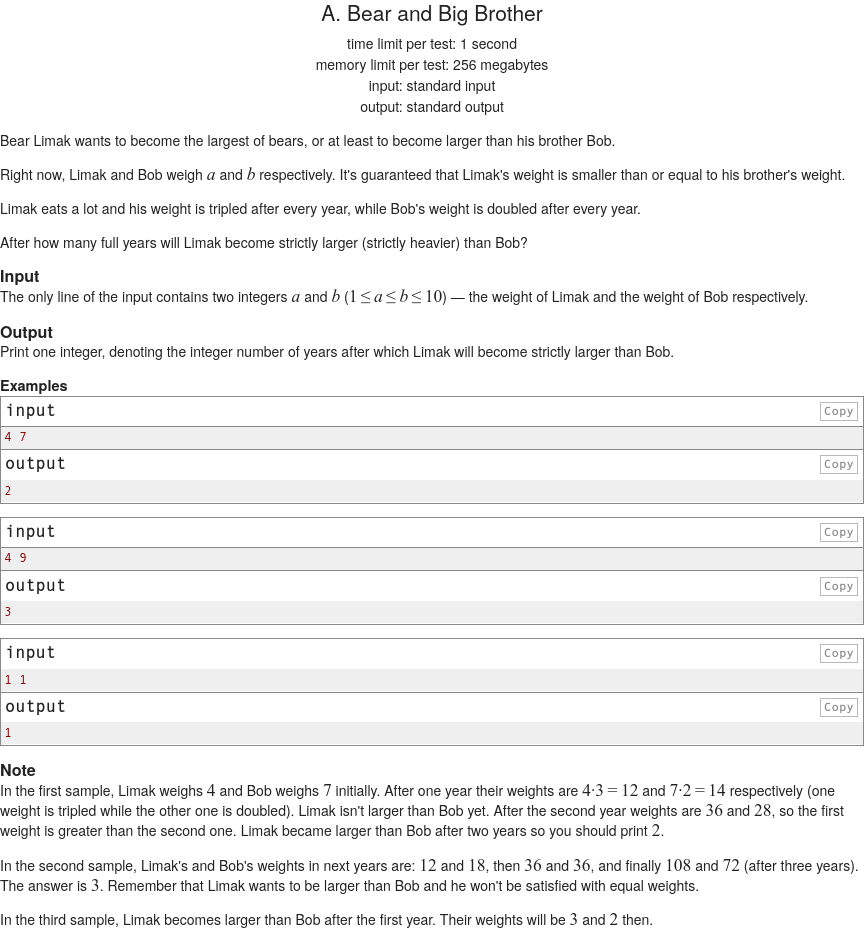 A. Bear and Big Brother
time limit per test: 1 second
memory limit per test: 256 megabytes
input: standard input
output: standard output
Bear Limak wants to become the largest of bears, or at least to become larger than his brother Bob.
Right now, Limak and Bob weigh a and b respectively. It's guaranteed that Limak's weight is smaller than or equal to his brother's weight.
Limak eats a lot and his weight is tripled after every year, while Bob's weight is doubled after every year.
After how many full years will Limak become strictly larger (strictly heavier) than Bob?
Input
The only line of the input contains two integers a and b (1 ≤ a ≤ b ≤ 10) — the weight of Limak and the weight of Bob respectively.
Output
Print one integer, denoting the integer number of years after which Limak will become strictly larger than Bob.
Examples
input Copy
4 7
output Copy
2
input Copy
4 9
output Copy
3
input Copy
1 1
output Copy
1
Note
In the first sample, Limak weighs 4 and Bob weighs 7 initially. After one year their weights are 4·3 = 12 and 7·2 = 14 respectively (one
weight is tripled while the other one is doubled). Limak isn't larger than Bob yet. After the second year weights are 36 and 28, so the first
weight is greater than the second one. Limak became larger than Bob after two years so you should print 2.
In the second sample, Limak's and Bob's weights in next years are: 12 and 18, then 36 and 36, and finally 108 and 72 (after three years).
The answer is 3. Remember that Limak wants to be larger than Bob and he won't be satisfied with equal weights.
In the third sample, Limak becomes larger than Bob after the first year. Their weights will be 3 and 2 then.